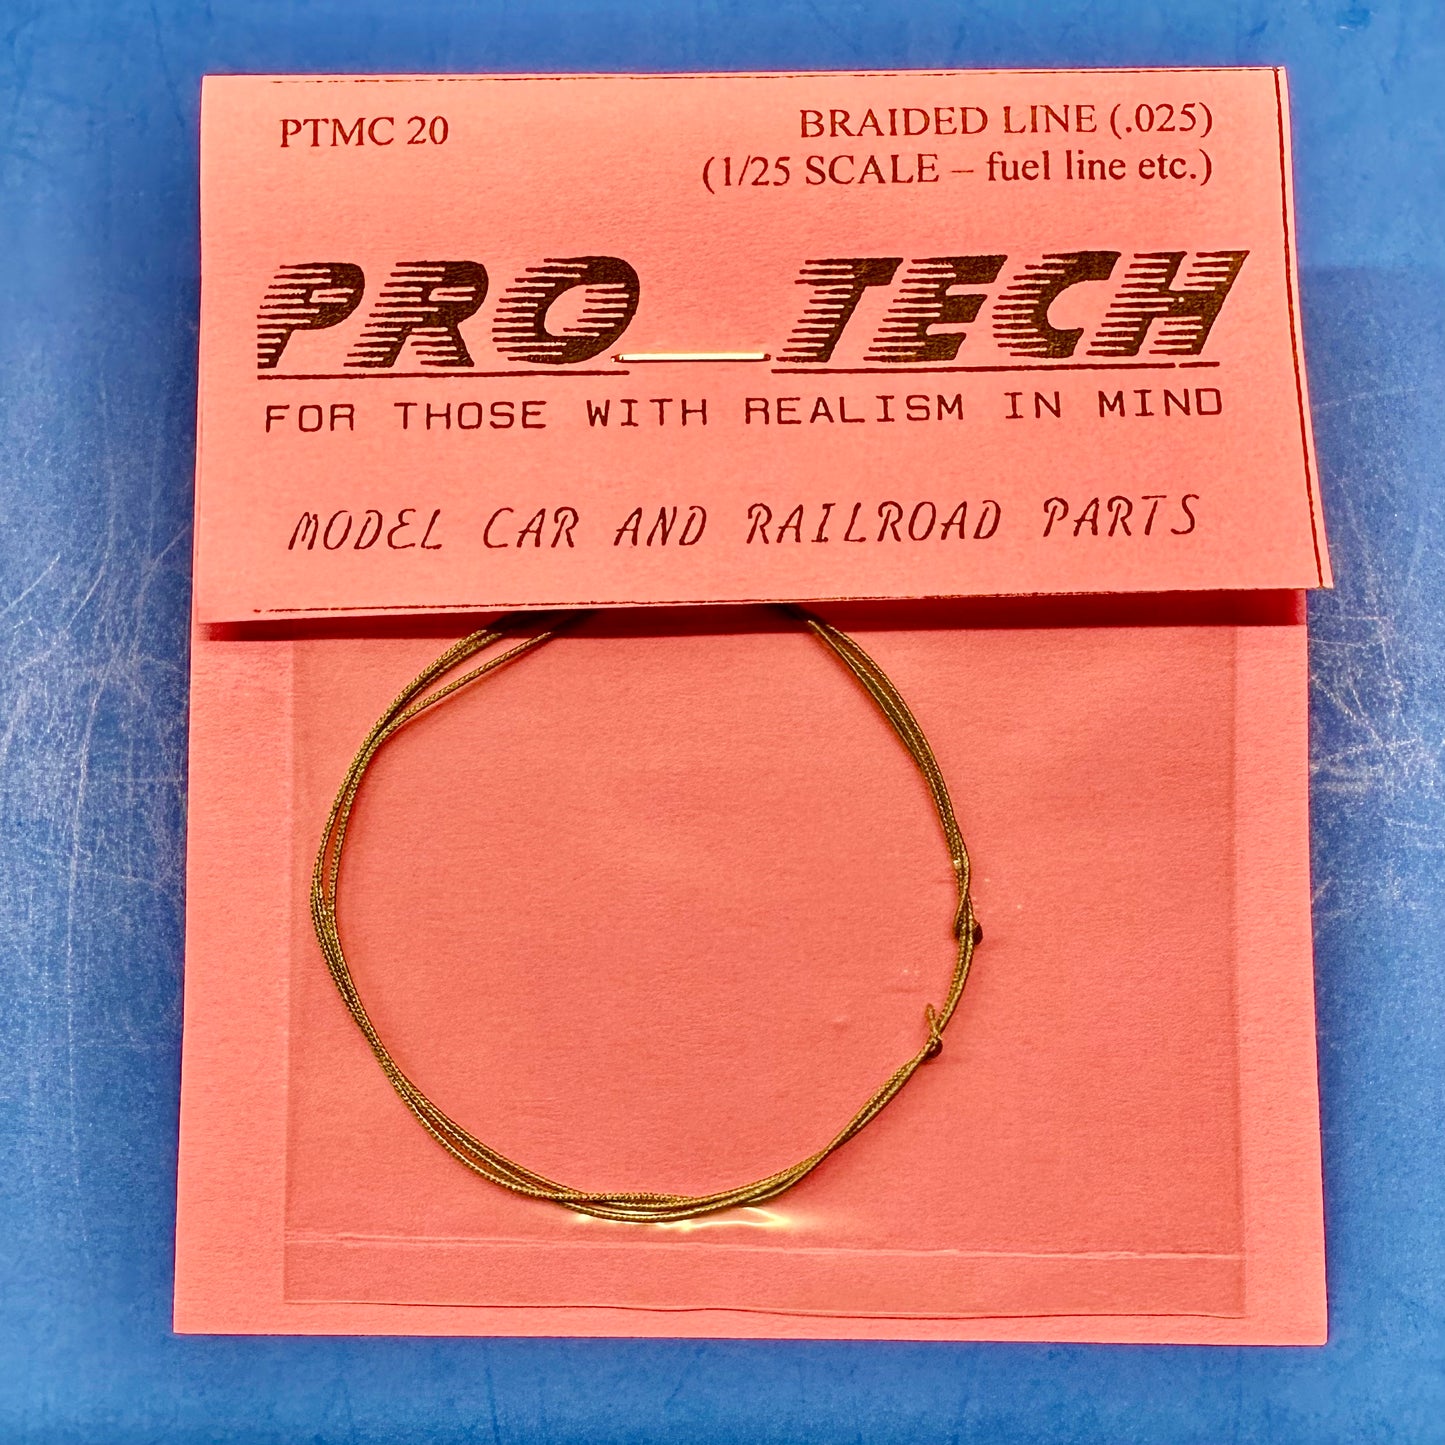 PTMC 20
BRAIDED LINE (.025)
(1/25 SCALE – fuel line etc.)
PRO TECH
FOR THOSE WITH REALISM IN MIND
MODEL CAR AND RAILROAD PARTS